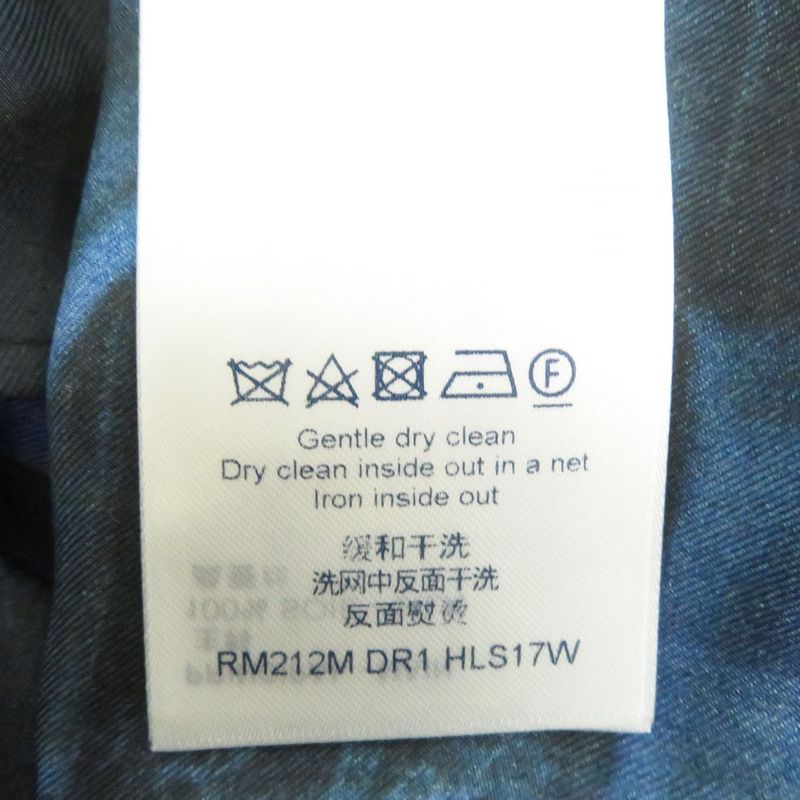 F
Gentle dry clean
Dry clean inside out in a net
Iron inside out
缓和干洗
洗网中反面干洗
反面熨烫
RM212M DR1 HLS17W
100%